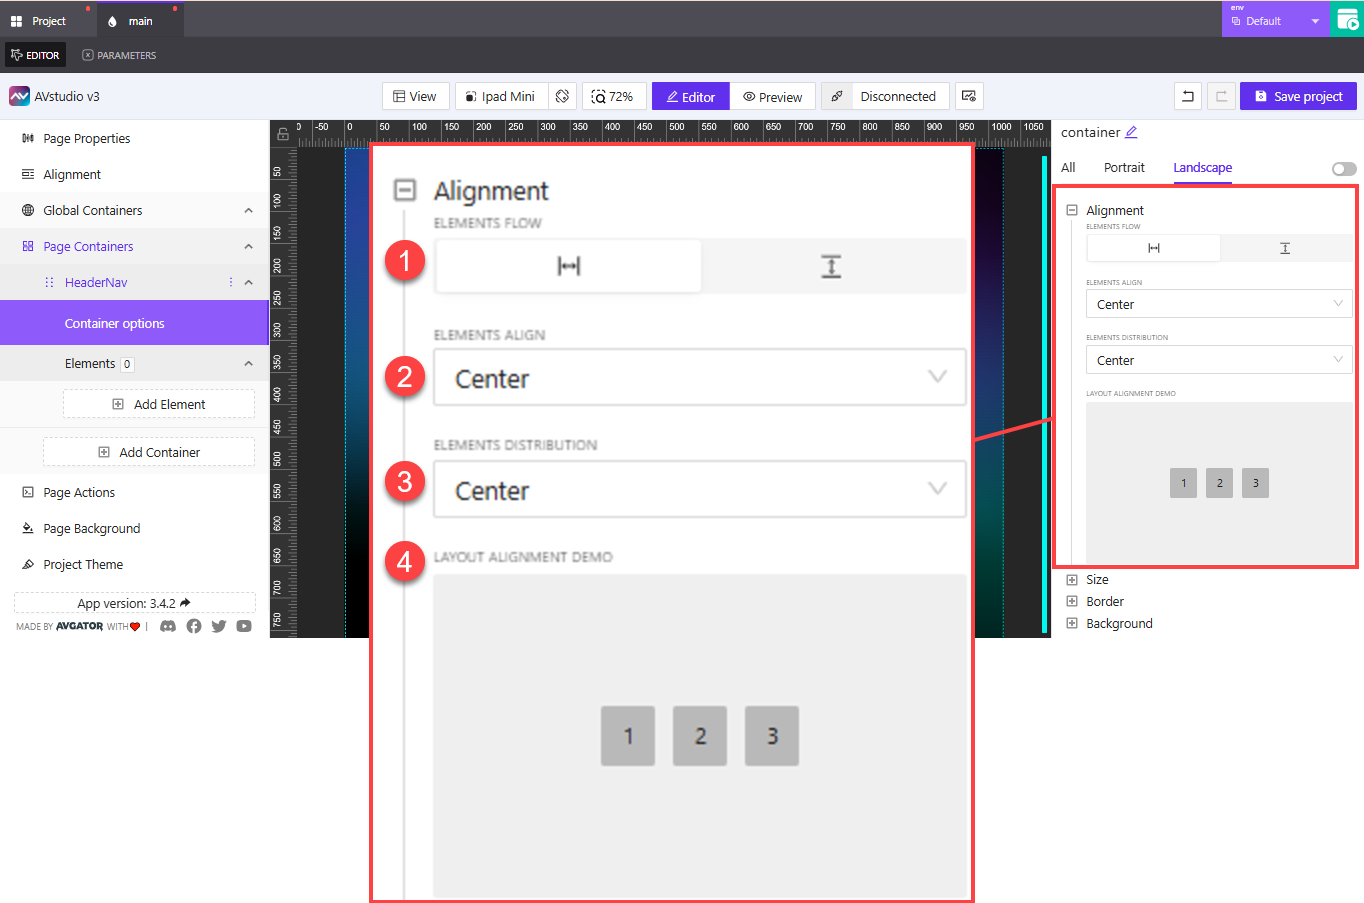 Project
main
env
Default
EDITOR
PARAMETERS
AVstudio v3
View
Ipad Mini
72%
Editor
Preview
Disconnected
Save project
Page Properties
Alignment
Global Containers
Page Containers
HeaderNav
Container options
Elements 0
Add Element
Add Container
Page Actions
Page Background
Project Theme
App version: 3.4.2
MADE BY AVGATOR WITH
-50 0 50 100 150 200 250 300 350 400 450 500 550 600 650 700 750 800 850 900 950 1000 1050
50
100
150
200
250
300
350
400
450
500
550
600
650
700
750
Alignment
ELEMENTS FLOW
1
ELEMENTS ALIGN
2
Center
ELEMENTS DISTRIBUTION
3
Center
4
LAYOUT ALIGNMENT DEMO
1 2 3
container
All Portrait Landscape
Alignment
ELEMENTS FLOW
ELEMENTS ALIGN
Center
ELEMENTS DISTRIBUTION
Center
LAYOUT ALIGNMENT DEMO
1 2 3
Size
Border
Background